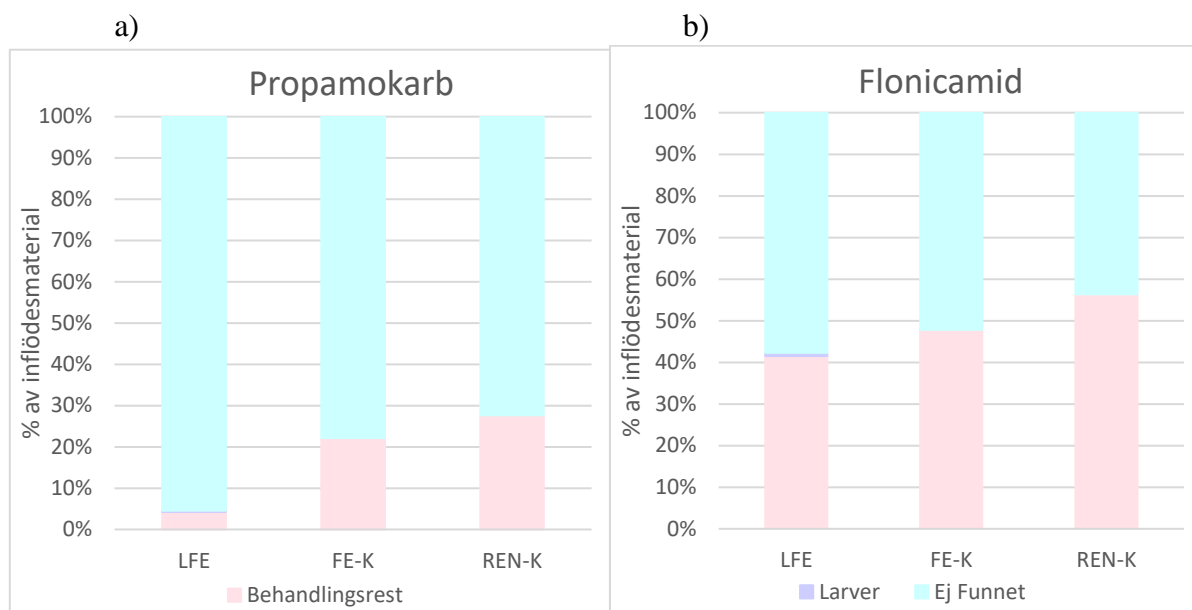 a)
Propamokarb
% av inflödesmaterial
100%
90%
80%
70%
60%
50%
40%
30%
20%
10%
0%
LFE FE-K REN-K
Behandlingsrest
b)
Flonicamid
% av inflödesmaterial
100%
90%
80%
70%
60%
50%
40%
30%
20%
10%
0%
LFE FE-K REN-K
Larver Ej Funnet